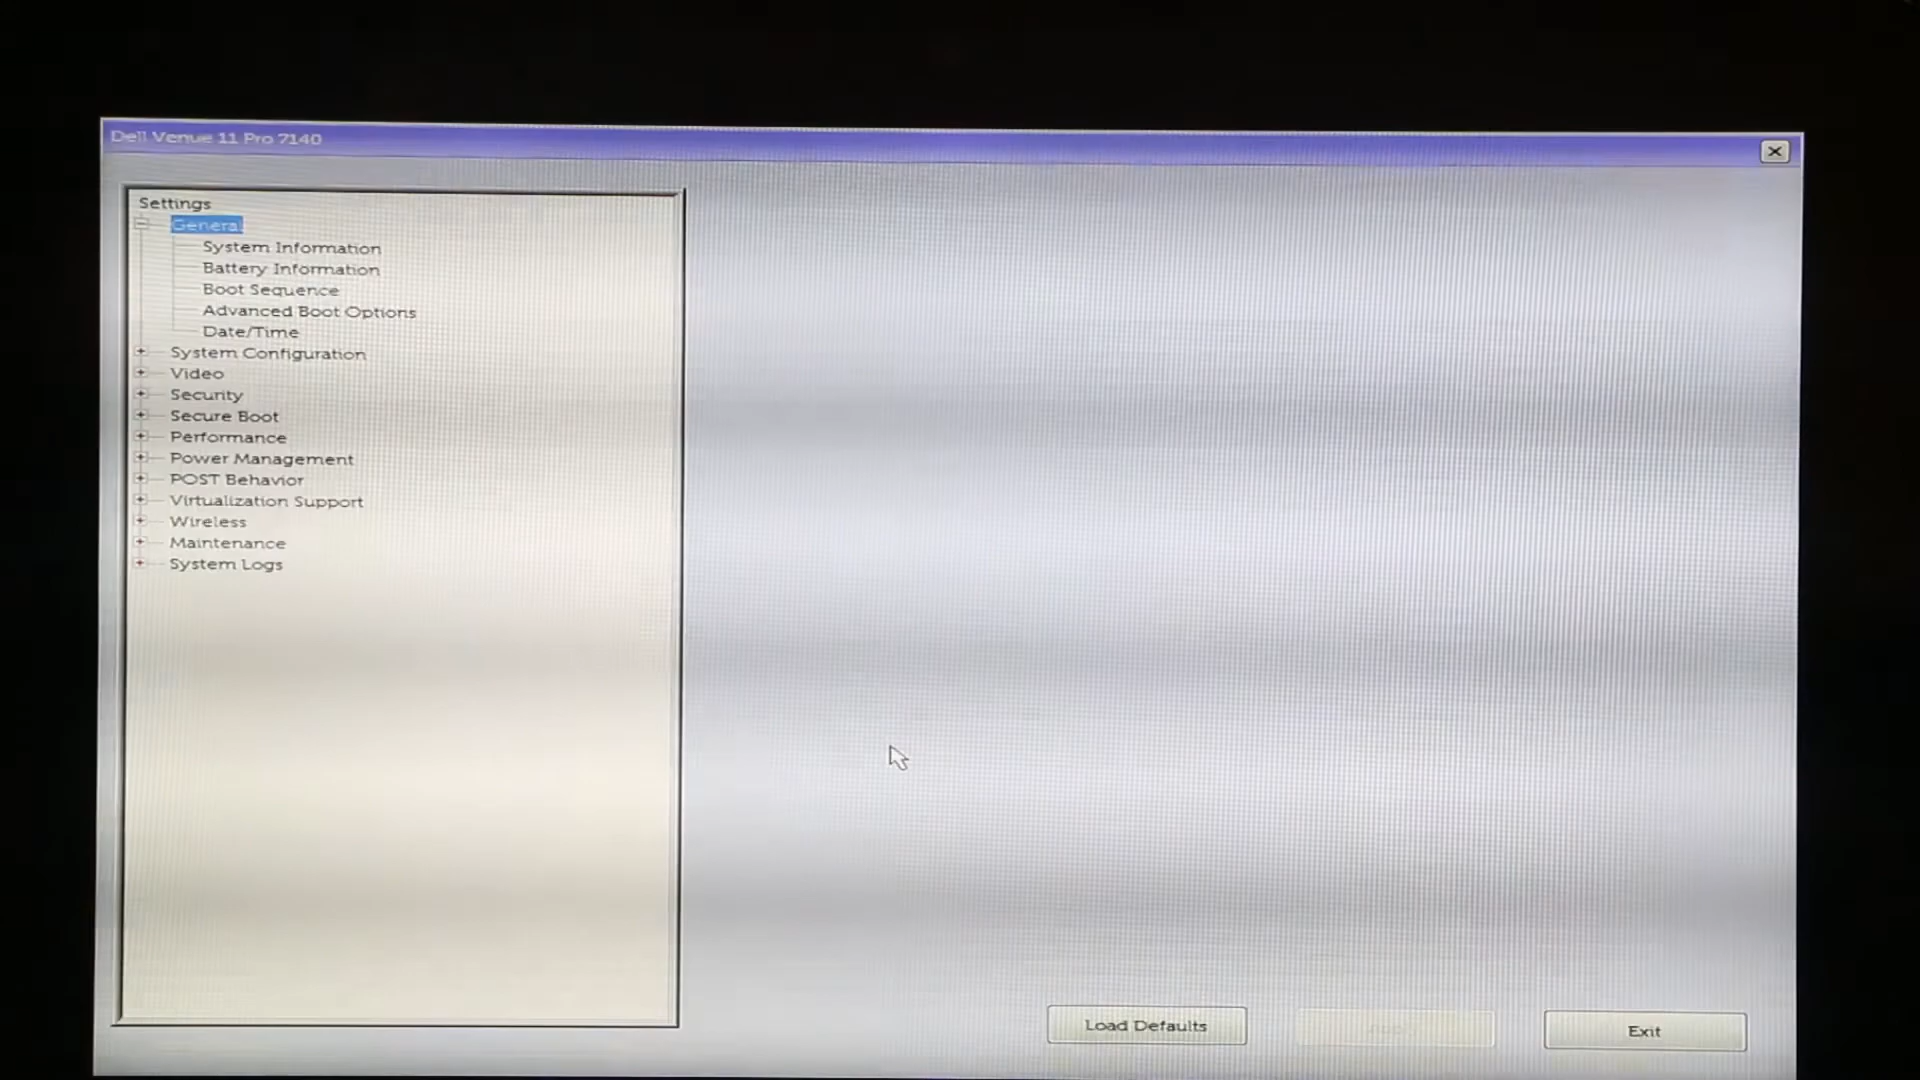 Dell Venue 11 Pro 7140
Settings
General
System Information
Battery Information
Boot Sequence
Advanced Boot Options
Date/Time
System Configuration
Video
Security
Secure Boot
Performance
Power Management
POST Behavior
Virtualization Support
Wireless
Maintenance
System Logs
Load Defaults
Exit